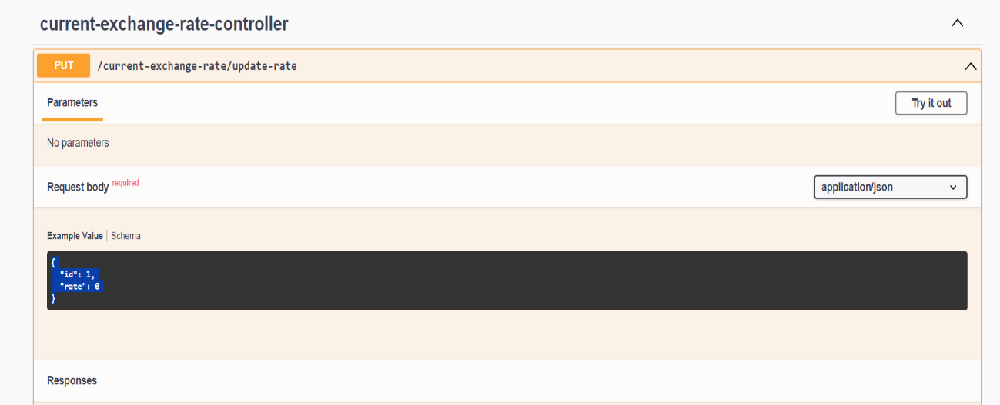 current-exchange-rate-controller
PUT /current-exchange-rate/update-rate
Parameters
Try it out
No parameters
Request body required
application/json
Example Value | Schema
{
"id": 1,
"rate": 0
}
Responses